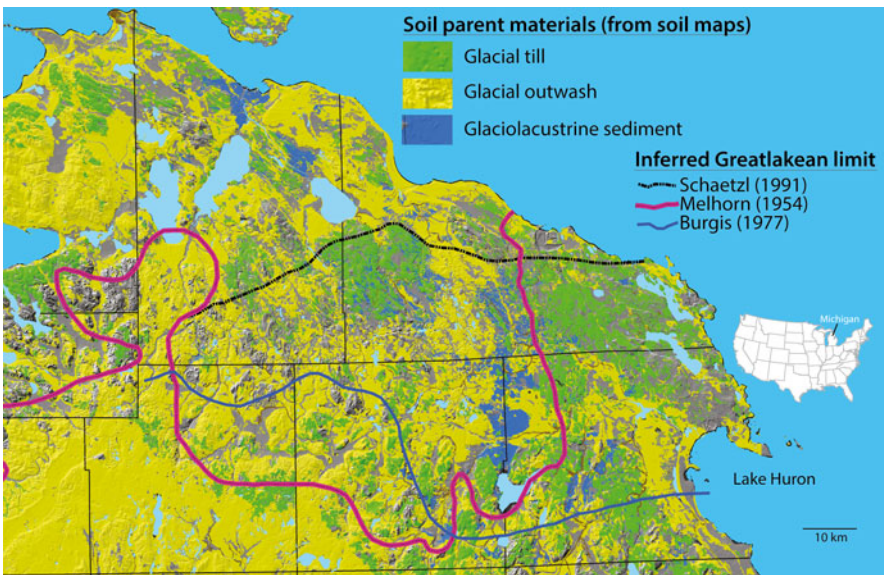 Soil parent materials (from soil maps)
Glacial till
Glacial outwash
Glaciolacustrine sediment
Inferred Greatlakean limit
Schaetzl (1991)
Melhorn (1954)
Burgis (1977)
Michigan
Lake Huron
10 km